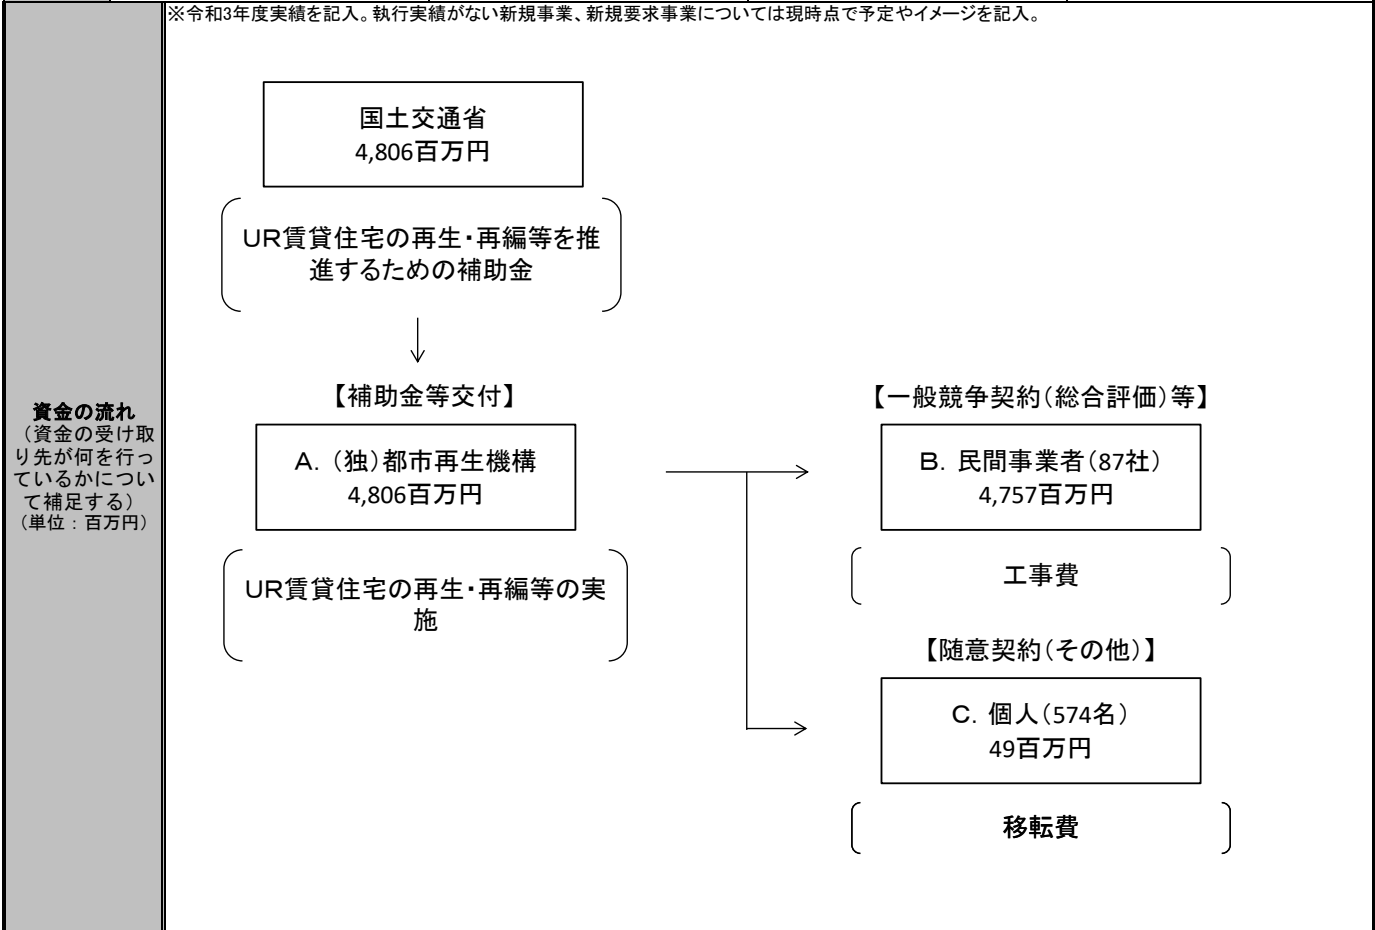 ※令和3年度実績を記入。執行実績がない新規事業、新規要求事業については現時点で予定やイメージを記入。
国土交通省
4,806百万円
UR賃貸住宅の再生・再編等を推
進するための補助金
【補助金等交付】
【一般競争契約(総合評価)等】
資金の流れ
(資金の受け取
り先が何を行っ
ているかについ
て補足する)
(単位:百万円)
A. (独)都市再生機構
4,806百万円
B. 民間事業者(87社)
4,757百万円
UR賃貸住宅の再生・再編等の実
施
工事費
【随意契約(その他)】
C. 個人(574名)
49百万円
移転費